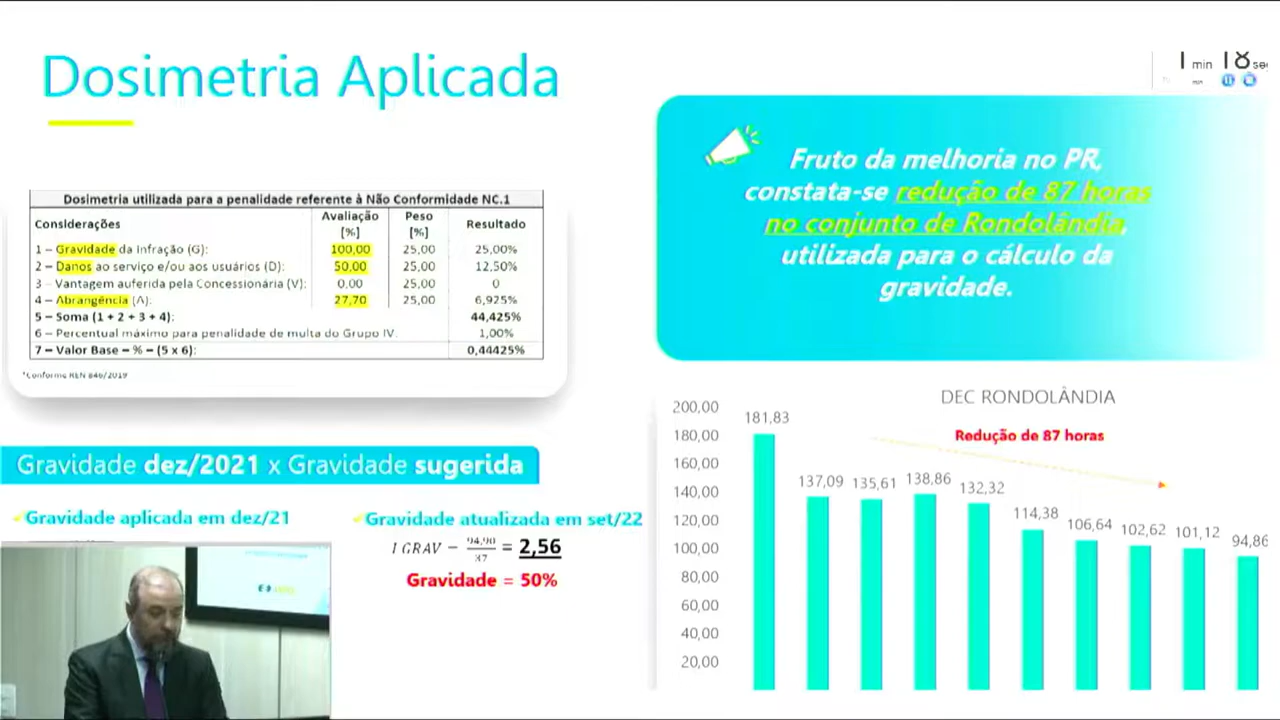 Dosimetria Aplicada
1 min 18 sec
min
Fruto da melhoria no PR,
constata-se redução de 87 horas
no conjunto de Rondolândia,
utilizada para o cálculo da
gravidade.
Dosimetria utilizada para a penalidade referente à Não Conformidade NC.1
Considerações Avaliação [%] Peso [%] Resultado
1 – Gravidade da Infração (G): 100,00 25,00 25,00%
2 – Danos ao serviço e/ou aos usuários (D): 50,00 25,00 12,50%
3 – Vantagem auferida pela Concessionária (V): 0.00 25,00 0
4 – Abrangência (A): 27,70 25,00 6,925%
5 – Soma (1 + 2 + 3 + 4): 44,425%
6 – Percentual máximo para penalidade de multa do Grupo IV. 1,00%
7 – Valor Base – % – (5 x 6): 0,44425%
*Conforme REN 846/2019
Gravidade dez/2021 x Gravidade sugerida
Gravidade aplicada em dez/21
Gravidade atualizada em set/22
I GRAV – 94,90/37 = 2,56
Gravidade = 50%
DEC RONDOLÂNDIA
Redução de 87 horas
200,00
180,00
160,00
140,00
120,00
100,00
80,00
60,00
40,00
20,00
181,83
137,09
135,61
138,86
132,32
114,38
106,64
102,62
101,12
94,86